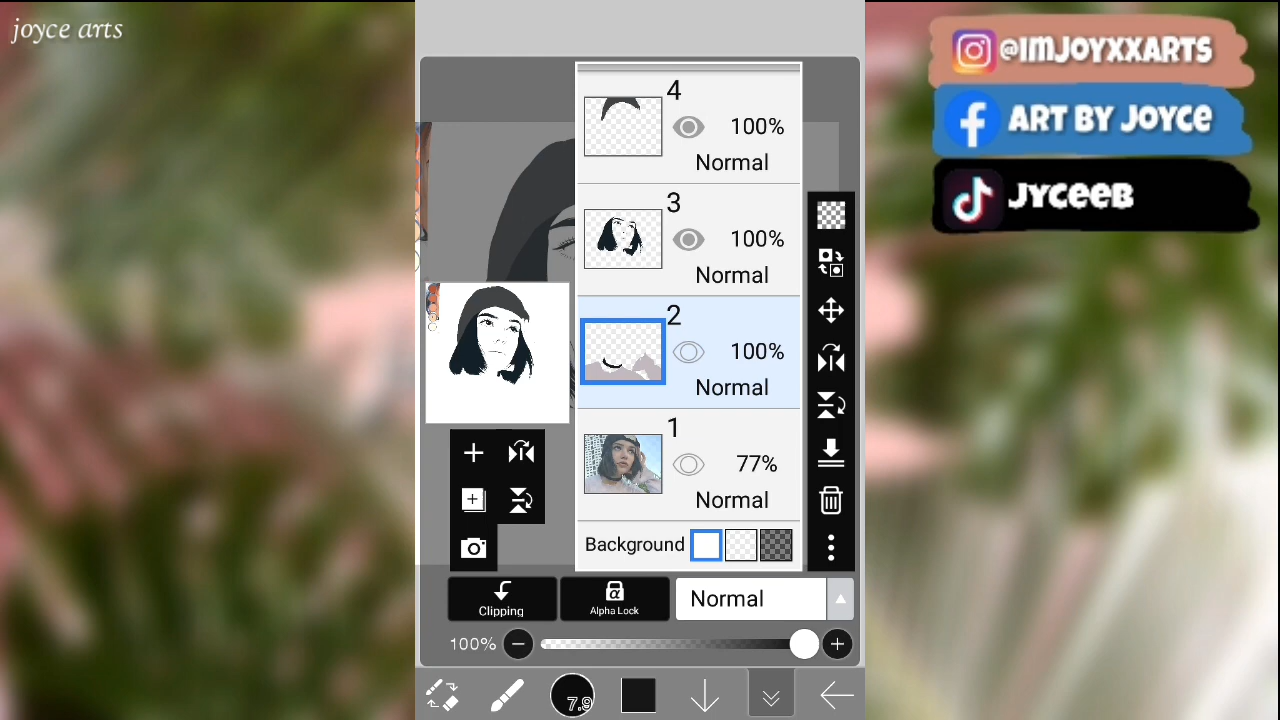 joyce arts
@IMJOYXXARTS
ART BY JOYCE
JYCEEB
4
100%
Normal
3
100%
Normal
2
100%
Normal
1
77%
Normal
Background
Clipping
α
Alpha Lock
Normal
100%
7.9